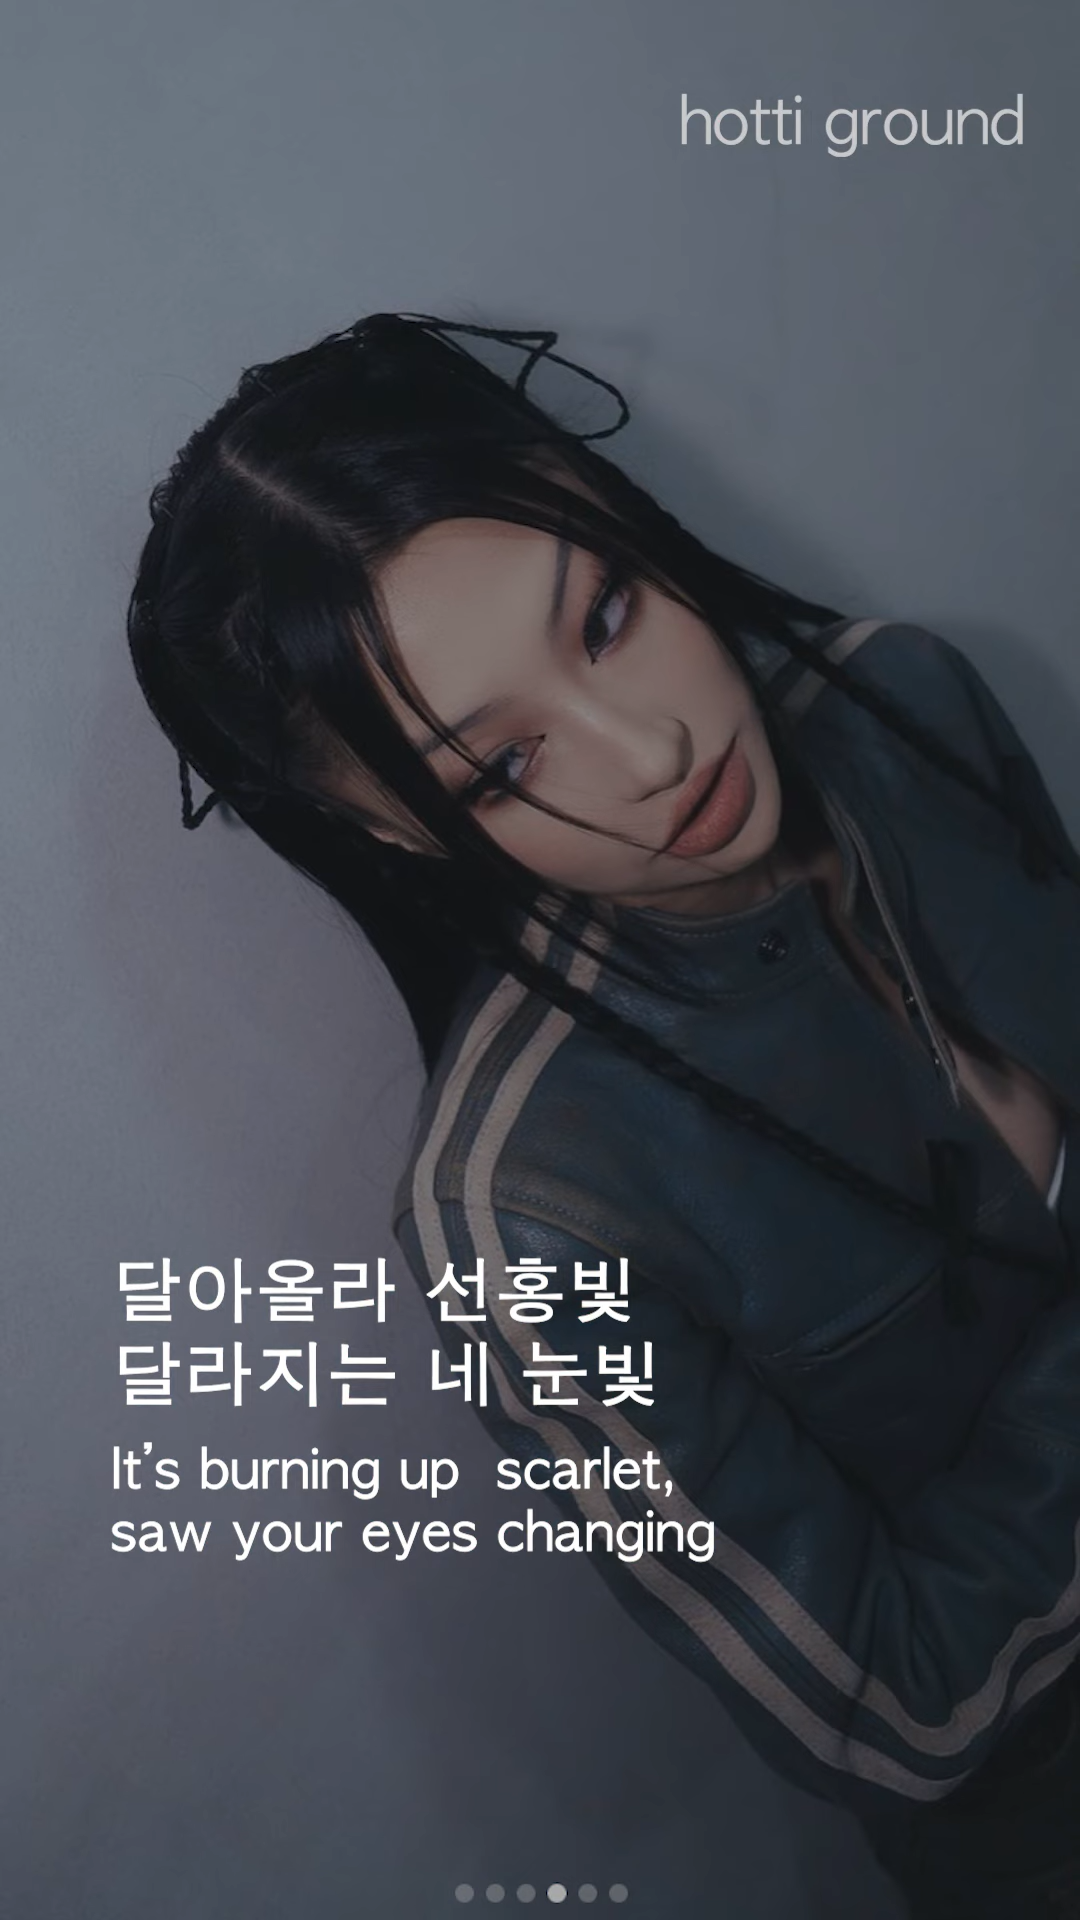 hotti ground
달아올라 선홍빛
달라지는 네 눈빛
It’s burning up  scarlet,
saw your eyes changing